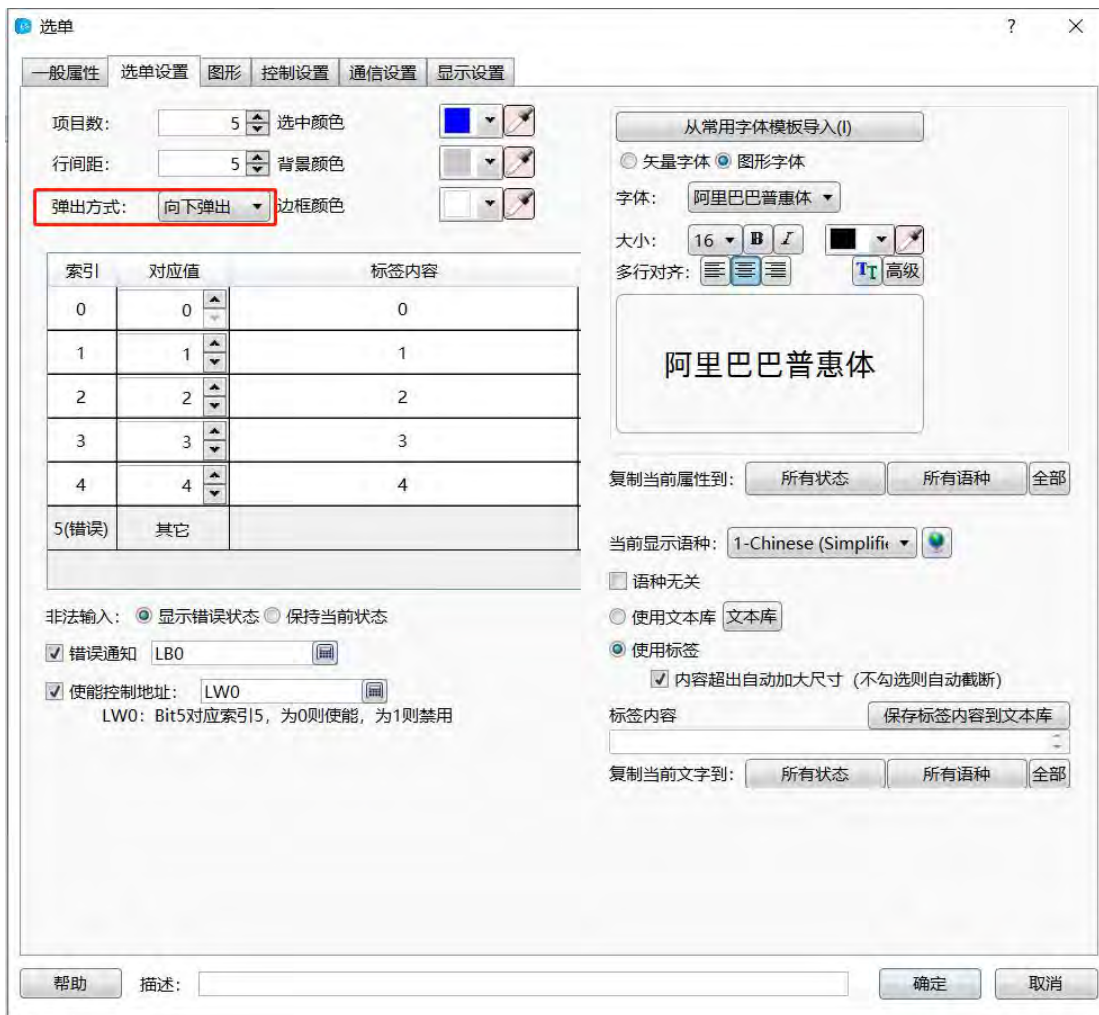 选单
?
一般属性 选单设置 图形 控制设置 通信设置 显示设置
项目数： 5 选中颜色
行间距： 5 背景颜色
弹出方式： 向下弹出 边框颜色
索引 对应值 标签内容
0 0 0
1 1 1
2 2 2
3 3 3
4 4 4
5(错误) 其它
非法输入： 显示错误状态 保持当前状态
错误通知 LB0
使能控制地址： LW0
LW0：Bit5对应索引5，为0则使能，为1则禁用
从常用字体模板导入(I)
矢量字体 图形字体
字体： 阿里巴巴普惠体
大小： 16 B I
多行对齐： TT 高级
阿里巴巴普惠体
复制当前属性到： 所有状态 所有语种 全部
当前显示语种： 1-Chinese (Simplifi
语种无关
使用文本库 文本库
使用标签
内容超出自动加大尺寸 (不勾选则自动截断)
标签内容 保存标签内容到文本库
复制当前文字到： 所有状态 所有语种 全部
帮助 描述： 确定 取消